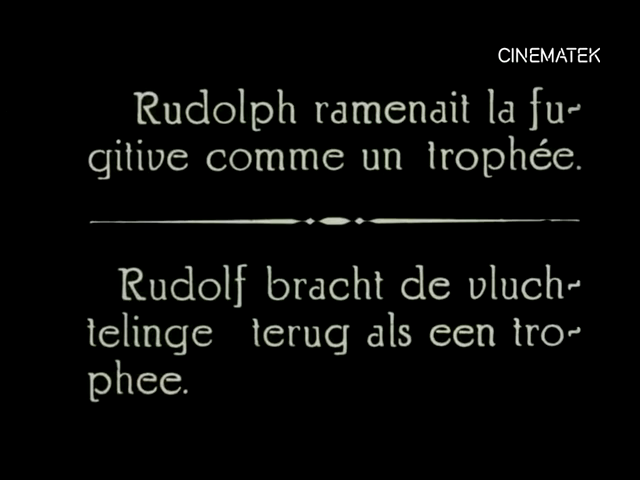 CINEMATEK
Rudolph ramenait la fu-
gitive comme un trophée.
Rudolf bracht de vluch-
telinge terug als een tro-
phee.